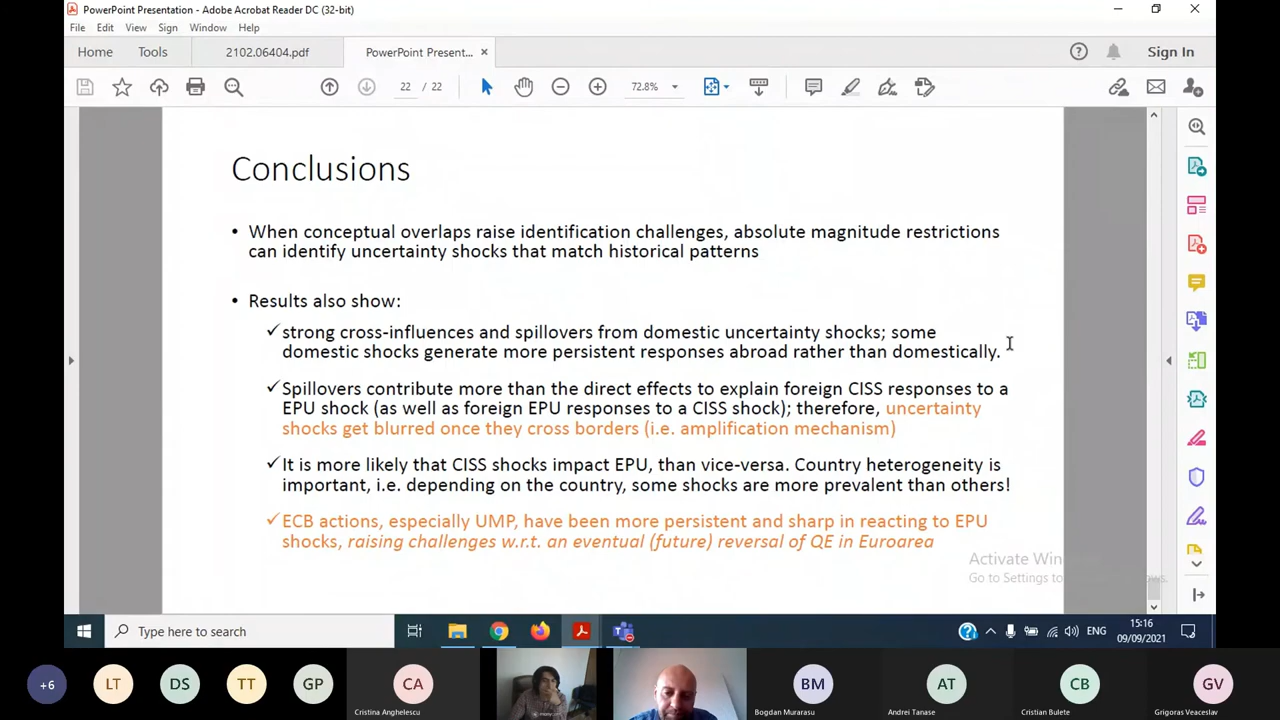 PowerPoint Presentation - Adobe Acrobat Reader DC (32-bit)
File Edit View Sign Window Help
Home Tools 2102.06404.pdf PowerPoint Present... × Sign In
22 / 22 72.8%
Conclusions
• When conceptual overlaps raise identification challenges, absolute magnitude restrictions
can identify uncertainty shocks that match historical patterns
• Results also show:
✓ strong cross-influences and spillovers from domestic uncertainty shocks; some
domestic shocks generate more persistent responses abroad rather than domestically.
✓ Spillovers contribute more than the direct effects to explain foreign CISS responses to a
EPU shock (as well as foreign EPU responses to a CISS shock); therefore, uncertainty
shocks get blurred once they cross borders (i.e. amplification mechanism)
✓ It is more likely that CISS shocks impact EPU, than vice-versa. Country heterogeneity is
important, i.e. depending on the country, some shocks are more prevalent than others!
✓ ECB actions, especially UMP, have been more persistent and sharp in reacting to EPU
shocks, raising challenges w.r.t. an eventual (future) reversal of QE in Euroarea
Activate Win
Go to Settings to
Type here to search
ENG
15:16
09/09/2021
+6 LT DS TT GP CA BM AT CB GV
Cristina Anghelescu Bogdan Murarasu Andrei Tanase Cristian Bulete Grigoras Veaceslav